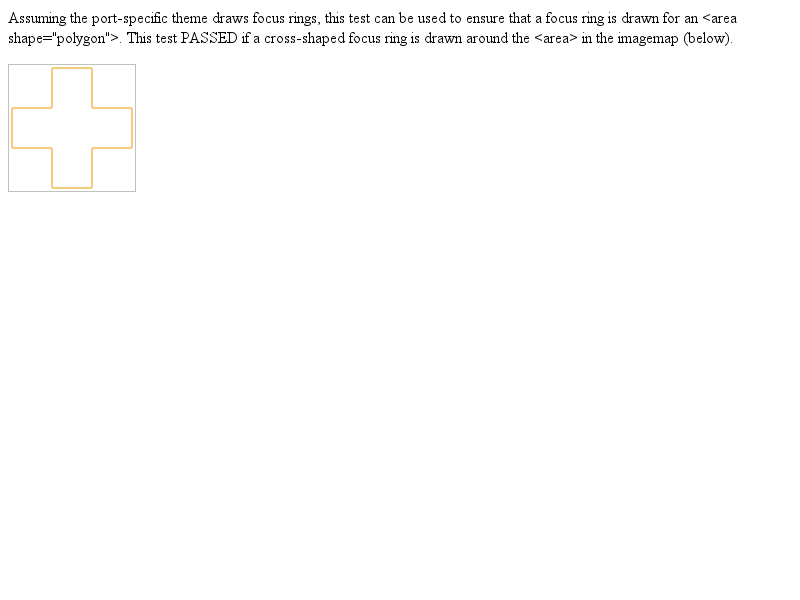 Assuming the port-specific theme draws focus rings, this test can be used to ensure that a focus ring is drawn for an <area
shape="polygon">. This test PASSED if a cross-shaped focus ring is drawn around the <area> in the imagemap (below).